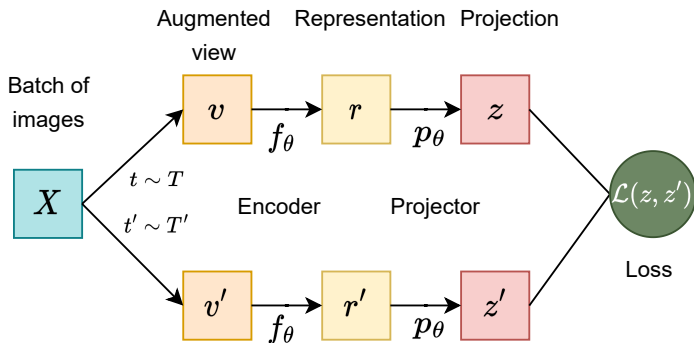 Augmented view
Representation
Projection
Batch of images
v
f_θ
r
p_θ
z
X
t ∼ T
t′ ∼ T′
Encoder
Projector
ℒ(z, z′)
Loss
v′
f_θ
r′
p_θ
z′